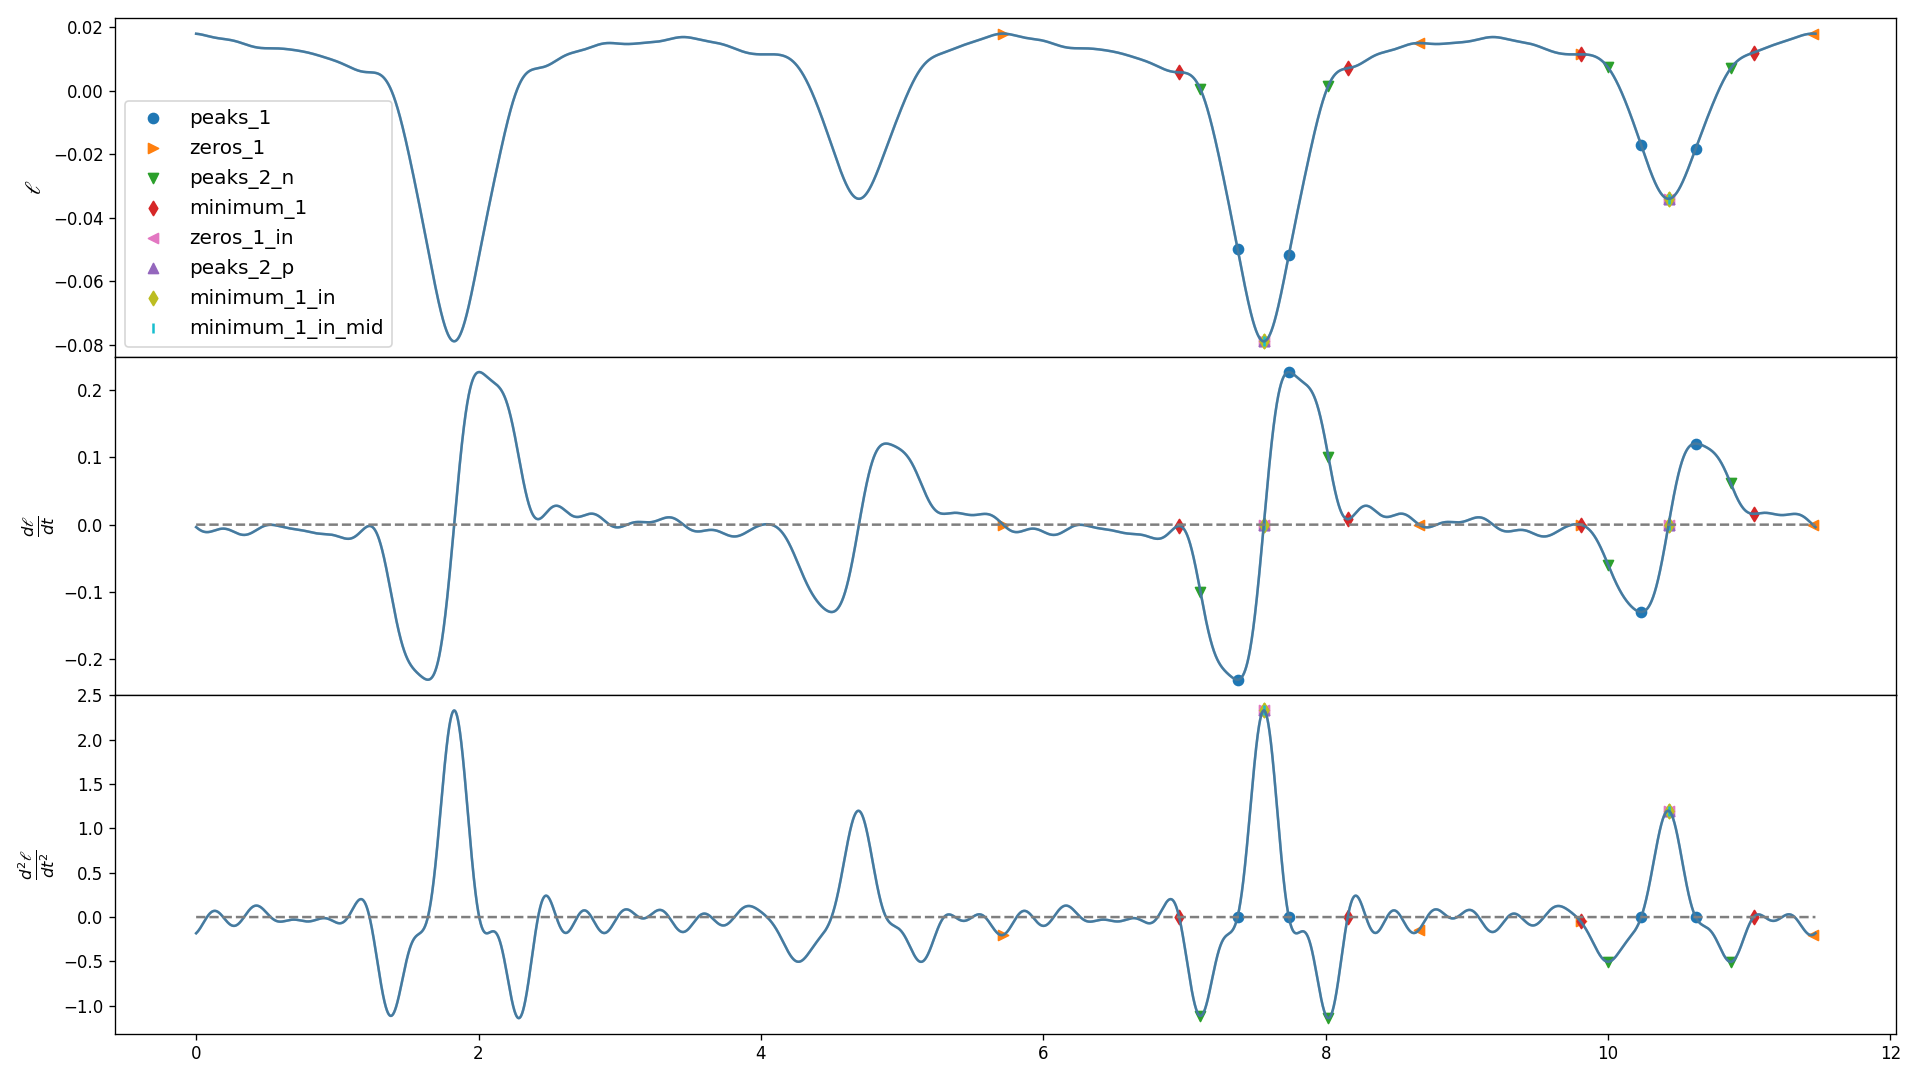 0.02
0.00
−0.02
−0.04
−0.06
−0.08
ℓ
peaks_1
zeros_1
peaks_2_n
minimum_1
zeros_1_in
peaks_2_p
minimum_1_in
minimum_1_in_mid
0.2
0.1
0.0
−0.1
−0.2
dℓ
dt
2.5
2.0
1.5
1.0
0.5
0.0
−0.5
−1.0
d²ℓ
dt²
0 2 4 6 8 10 12